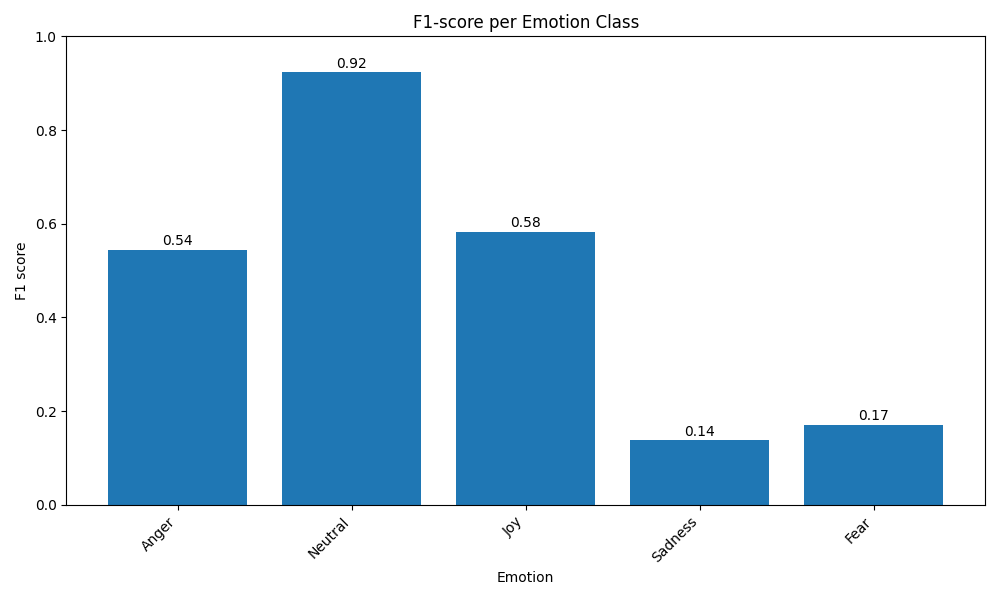 F1-score per Emotion Class
F1 score
1.0
0.8
0.6
0.4
0.2
0.0
0.54
0.92
0.58
0.14
0.17
Anger
Neutral
Joy
Sadness
Fear
Emotion